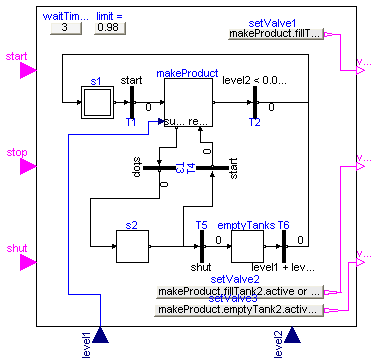 setValve1
waitTim...
3
limit =
0.98
makeProduct.fillT...
start
v...
s1
start
makeProduct
level2 < 0.0...
0
0
T1
su...
re...
T2
0
stop
stop
T3
T4
start
v...
0
s2
T5
emptyTanks
T6
shut
0
0
v...
shut
level1 + lev...
setValve2
makeProduct.fillTank2.active or ...
setValve3
makeProduct.emptyTank2.activ...
level1
level2